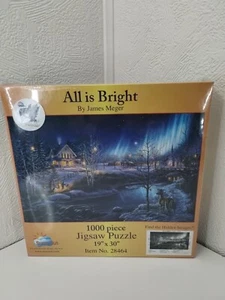 All is Bright
By James Meger
1000 piece
Jigsaw Puzzle
19" x 30"
Item No. 28464